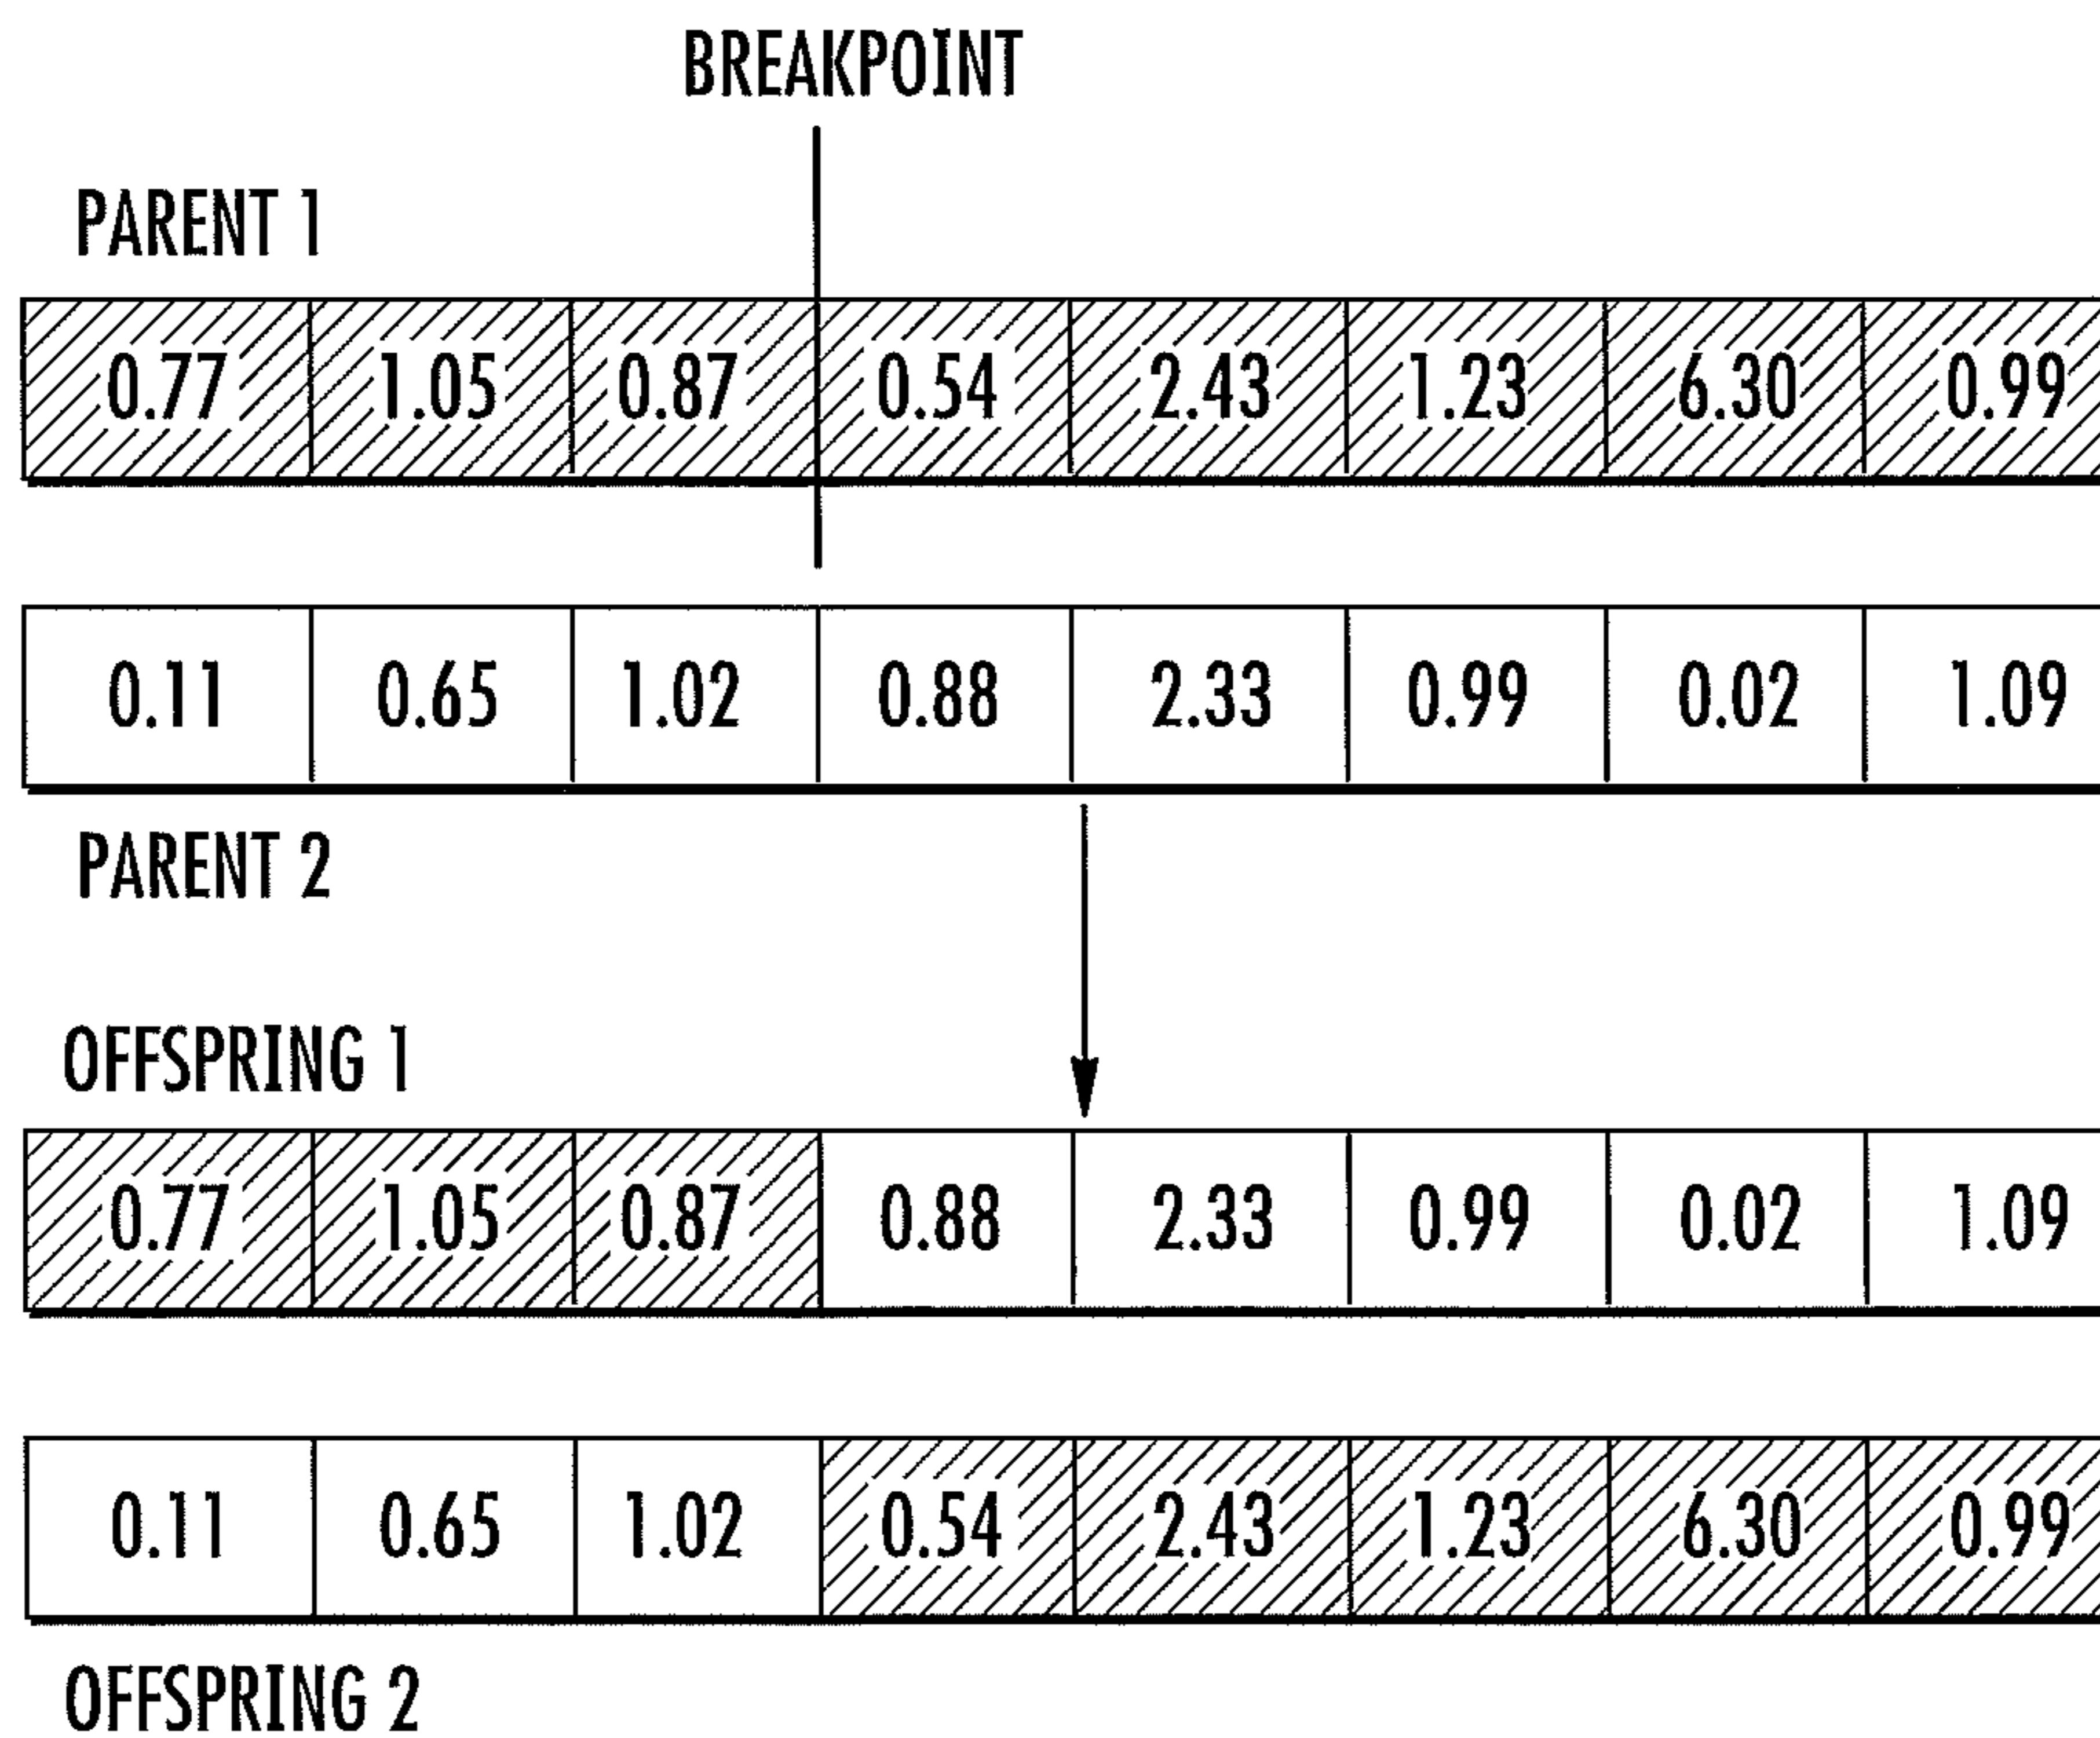 BREAKPOINT
PARENT 1
0.77 1.05 0.87 0.54 2.43 1.23 6.30 0.99
0.11 0.65 1.02 0.88 2.33 0.99 0.02 1.09
PARENT 2
OFFSPRING 1
0.77 1.05 0.87 0.88 2.33 0.99 0.02 1.09
0.11 0.65 1.02 0.54 2.43 1.23 6.30 0.99
OFFSPRING 2